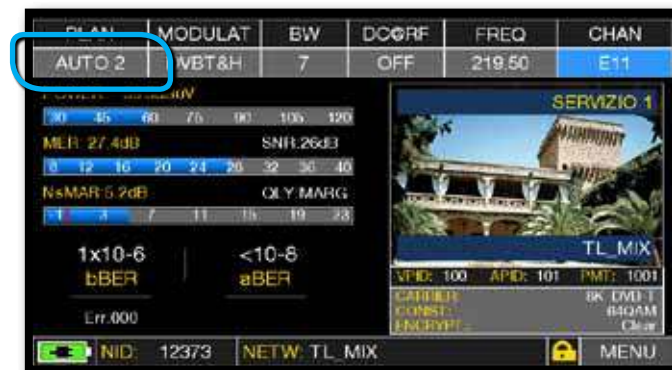 PLAN MODULAT BW DC@RF FREQ CHAN
AUTO 2 DVBT&H 7 OFF 219.50 E11
POWER:
30 45 60 75 90 105 120
MER: 27.4dB SNR:26dB
8 12 16 20 24 28 32 36 40
NsMAR:5.2dB QLY:MARG
-1 3 7 11 15 19 23
1x10-6 <10-8
bBER aBER
Err.000
SERVIZIO 1
TL_MIX
VPID: 100 APID: 101 PMT: 1001
CARRIER: 8K DVB-T
CONST: 64QAM
ENCRYPT.: Clear
NID: 12373 NETW: TL_MIX MENU